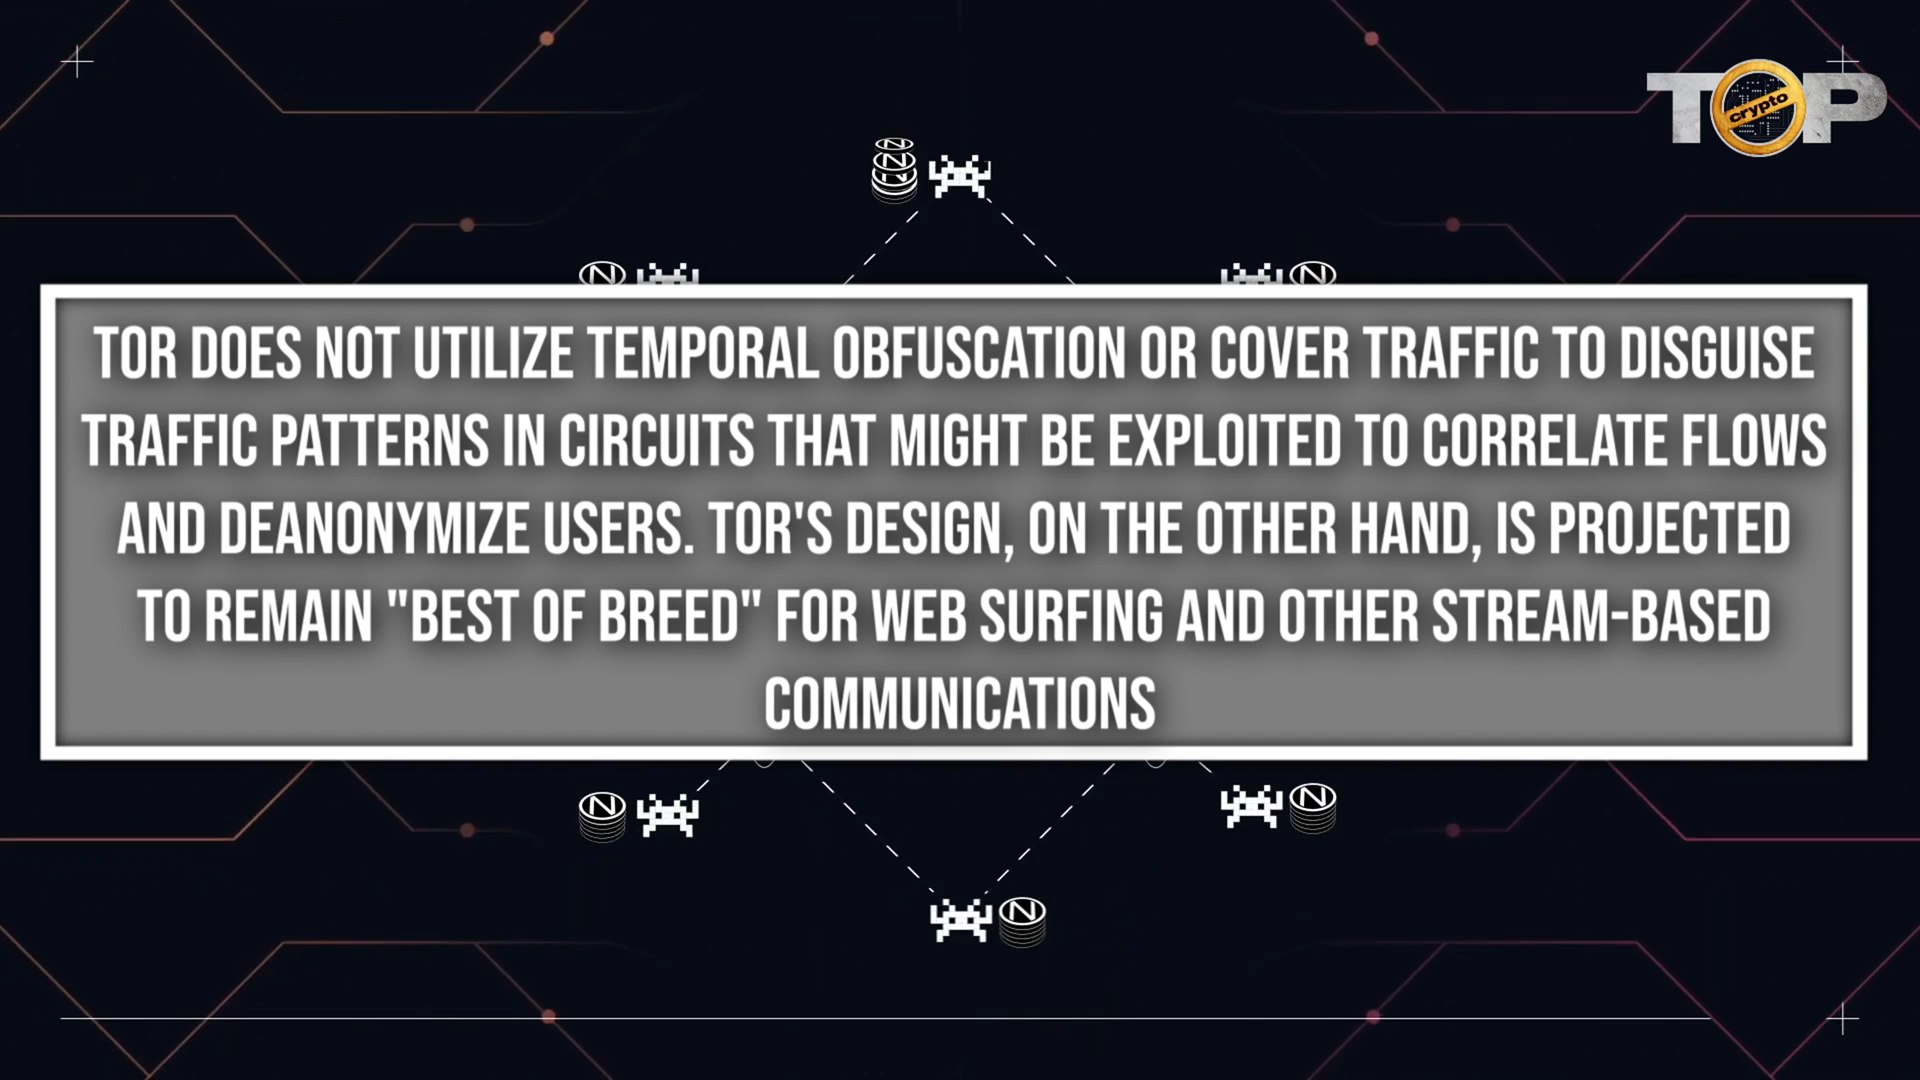 TOP
crypto
TOR DOES NOT UTILIZE TEMPORAL OBFUSCATION OR COVER TRAFFIC TO DISGUISE
TRAFFIC PATTERNS IN CIRCUITS THAT MIGHT BE EXPLOITED TO CORRELATE FLOWS
AND DEANONYMIZE USERS. TOR'S DESIGN, ON THE OTHER HAND, IS PROJECTED
TO REMAIN "BEST OF BREED" FOR WEB SURFING AND OTHER STREAM-BASED
COMMUNICATIONS